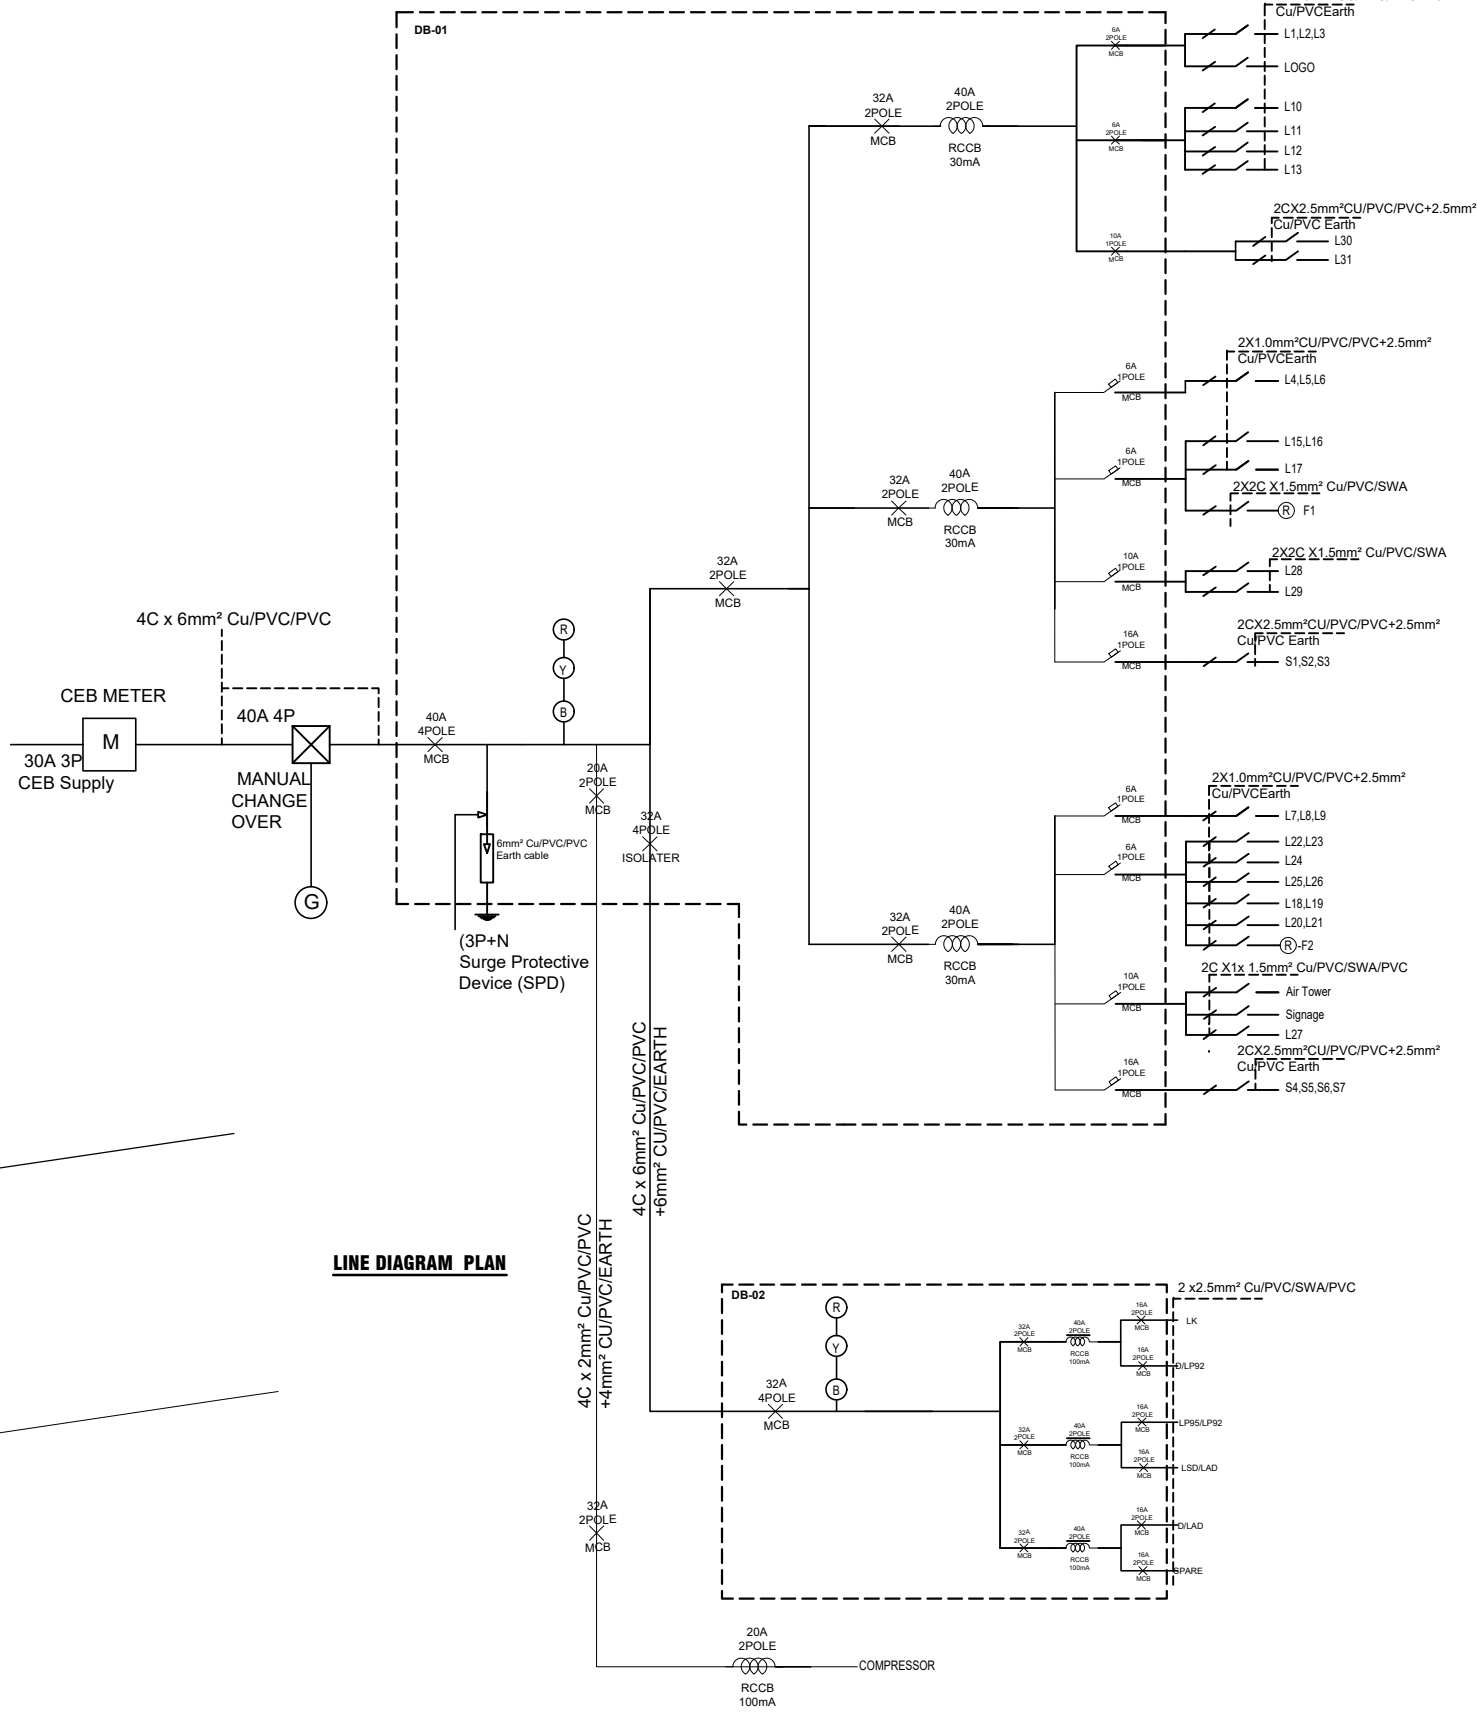 DB-01
6A
2POLE
MCB
Cu/PVCEarth
L1,L2,L3
LOGO
32A
2POLE
MCB
40A
2POLE
RCCB
30mA
6A
2POLE
MCB
L10
L11
L12
L13
10A
1POLE
MCB
2CX2.5mm²CU/PVC/PVC+2.5mm²
Cu/PVC Earth
L30
L31
6A
1POLE
MCB
2X1.0mm²CU/PVC/PVC+2.5mm²
Cu/PVCEarth
L4,L5,L6
6A
1POLE
MCB
L15,L16
L17
2X2C X1.5mm² Cu/PVC/SWA
R F1
32A
2POLE
MCB
40A
2POLE
RCCB
30mA
10A
1POLE
MCB
2X2C X1.5mm² Cu/PVC/SWA
L28
L29
32A
2POLE
MCB
16A
1POLE
MCB
2CX2.5mm²CU/PVC/PVC+2.5mm²
Cu/PVC Earth
S1,S2,S3
4C x 6mm² Cu/PVC/PVC
CEB METER
M
30A 3P
CEB Supply
40A 4P
MANUAL
CHANGE
OVER
G
40A
4POLE
MCB
R
Y
B
20A
2POLE
MCB
32A
4POLE
ISOLATER
6mm² Cu/PVC/PVC
Earth cable
(3P+N
Surge Protective
Device (SPD)
6A
1POLE
MCB
2X1.0mm²CU/PVC/PVC+2.5mm²
Cu/PVCEarth
L7,L8,L9
6A
1POLE
MCB
L22,L23
L24
L25,L26
L18,L19
L20,L21
R-F2
32A
2POLE
MCB
40A
2POLE
RCCB
30mA
10A
1POLE
MCB
2C X1x 1.5mm² Cu/PVC/SWA/PVC
Air Tower
Signage
L27
16A
1POLE
MCB
2CX2.5mm²CU/PVC/PVC+2.5mm²
Cu/PVC Earth
S4,S5,S6,S7
4C x 6mm² Cu/PVC/PVC
+6mm² CU/PVC/EARTH
4C x 2mm² Cu/PVC/PVC
+4mm² CU/PVC/EARTH
LINE DIAGRAM PLAN
DB-02
R
Y
B
32A
4POLE
MCB
2 x2.5mm² Cu/PVC/SWA/PVC
32A
2POLE
MCB
40A
2POLE
RCCB
100mA
16A
2POLE
MCB
LK
16A
2POLE
MCB
D/LP92
32A
2POLE
MCB
40A
2POLE
RCCB
100mA
16A
2POLE
MCB
LP95/LP92
16A
2POLE
MCB
LSD/LAD
32A
2POLE
MCB
40A
2POLE
RCCB
100mA
16A
2POLE
MCB
D/LAD
16A
2POLE
MCB
SPARE
32A
2POLE
MCB
20A
2POLE
RCCB
100mA
COMPRESSOR